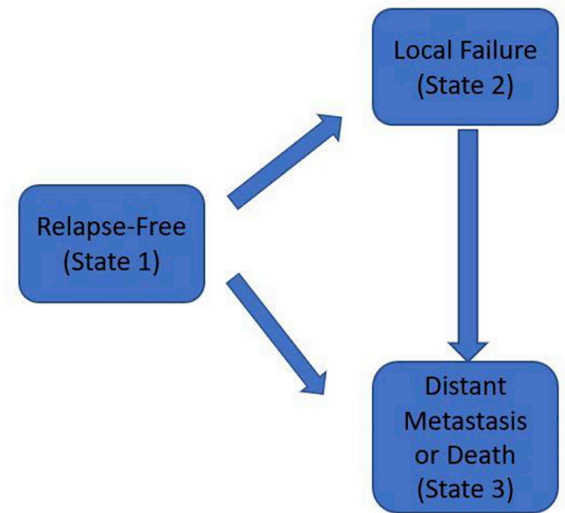 Local Failure
(State 2)
Relapse-Free
(State 1)
Distant
Metastasis
or Death
(State 3)